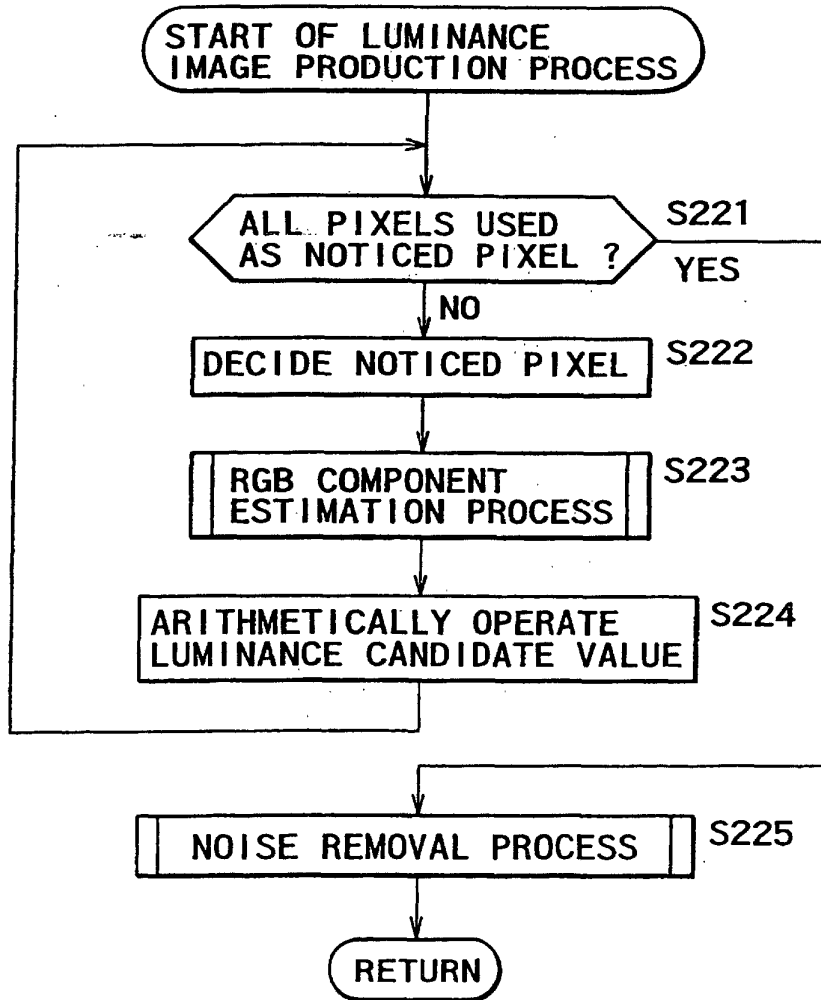 START OF LUMINANCE
IMAGE PRODUCTION PROCESS
ALL PIXELS USED
AS NOTICED PIXEL ?
S221
YES
NO
DECIDE NOTICED PIXEL
S222
RGB COMPONENT
ESTIMATION PROCESS
S223
ARITHMETICALLY OPERATE
LUMINANCE CANDIDATE VALUE
S224
NOISE REMOVAL PROCESS
S225
RETURN